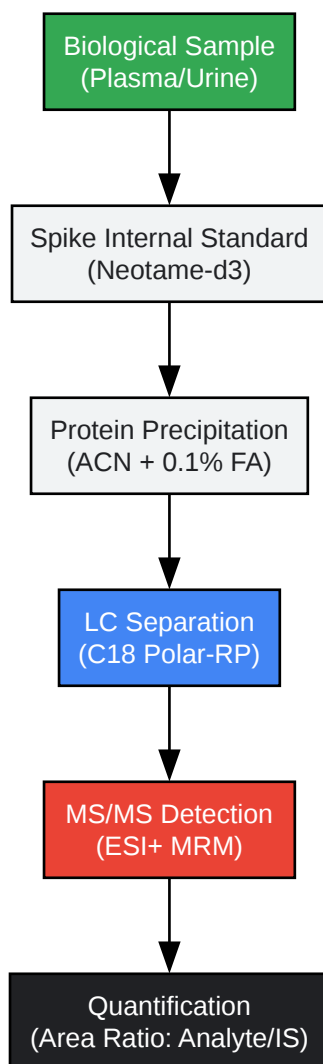 Biological Sample
(Plasma/Urine)
Spike Internal Standard
(Neotame-d3)
Protein Precipitation
(ACN + 0.1% FA)
LC Separation
(C18 Polar-RP)
MS/MS Detection
(ESI+ MRM)
Quantification
(Area Ratio: Analyte/IS)